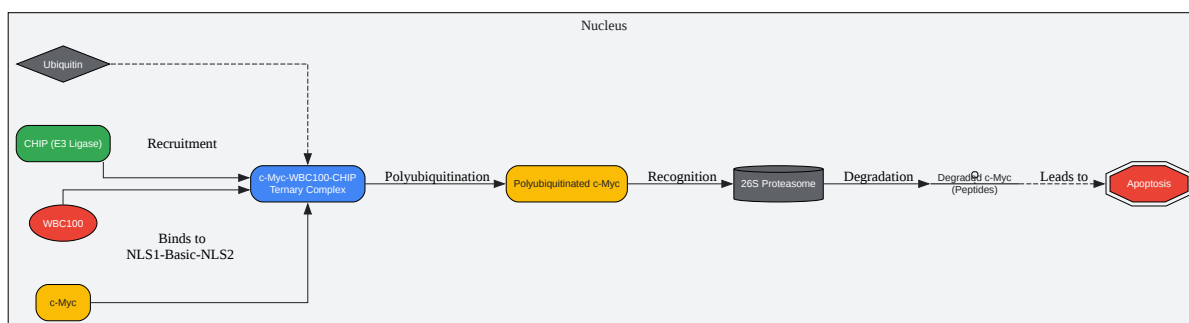 Nucleus
Ubiquitin
CHIP (E3 Ligase)
Recruitment
c-Myc-WBC100-CHIP
Ternary Complex
Polyubiquitination
Polyubiquitinated c-Myc
Recognition
26S Proteasome
Degradation
Degraded c-Myc
(Peptides)
Leads to
Apoptosis
WBC100
Binds to
NLS1-Basic-NLS2
c-Myc